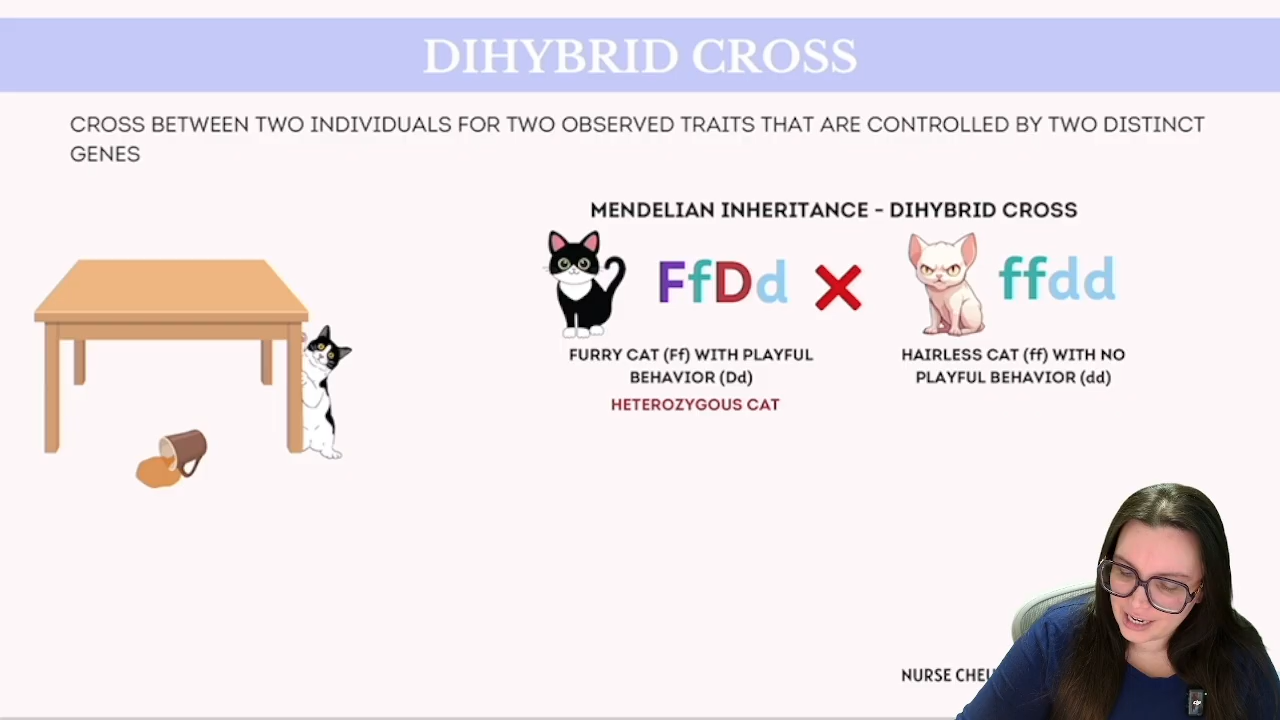 DIHYBRID CROSS
CROSS BETWEEN TWO INDIVIDUALS FOR TWO OBSERVED TRAITS THAT ARE CONTROLLED BY TWO DISTINCT
GENES
MENDELIAN INHERITANCE - DIHYBRID CROSS
FfDd
ffdd
FURRY CAT (Ff) WITH PLAYFUL
BEHAVIOR (Dd)
HETEROZYGOUS CAT
HAIRLESS CAT (ff) WITH NO
PLAYFUL BEHAVIOR (dd)
NURSE